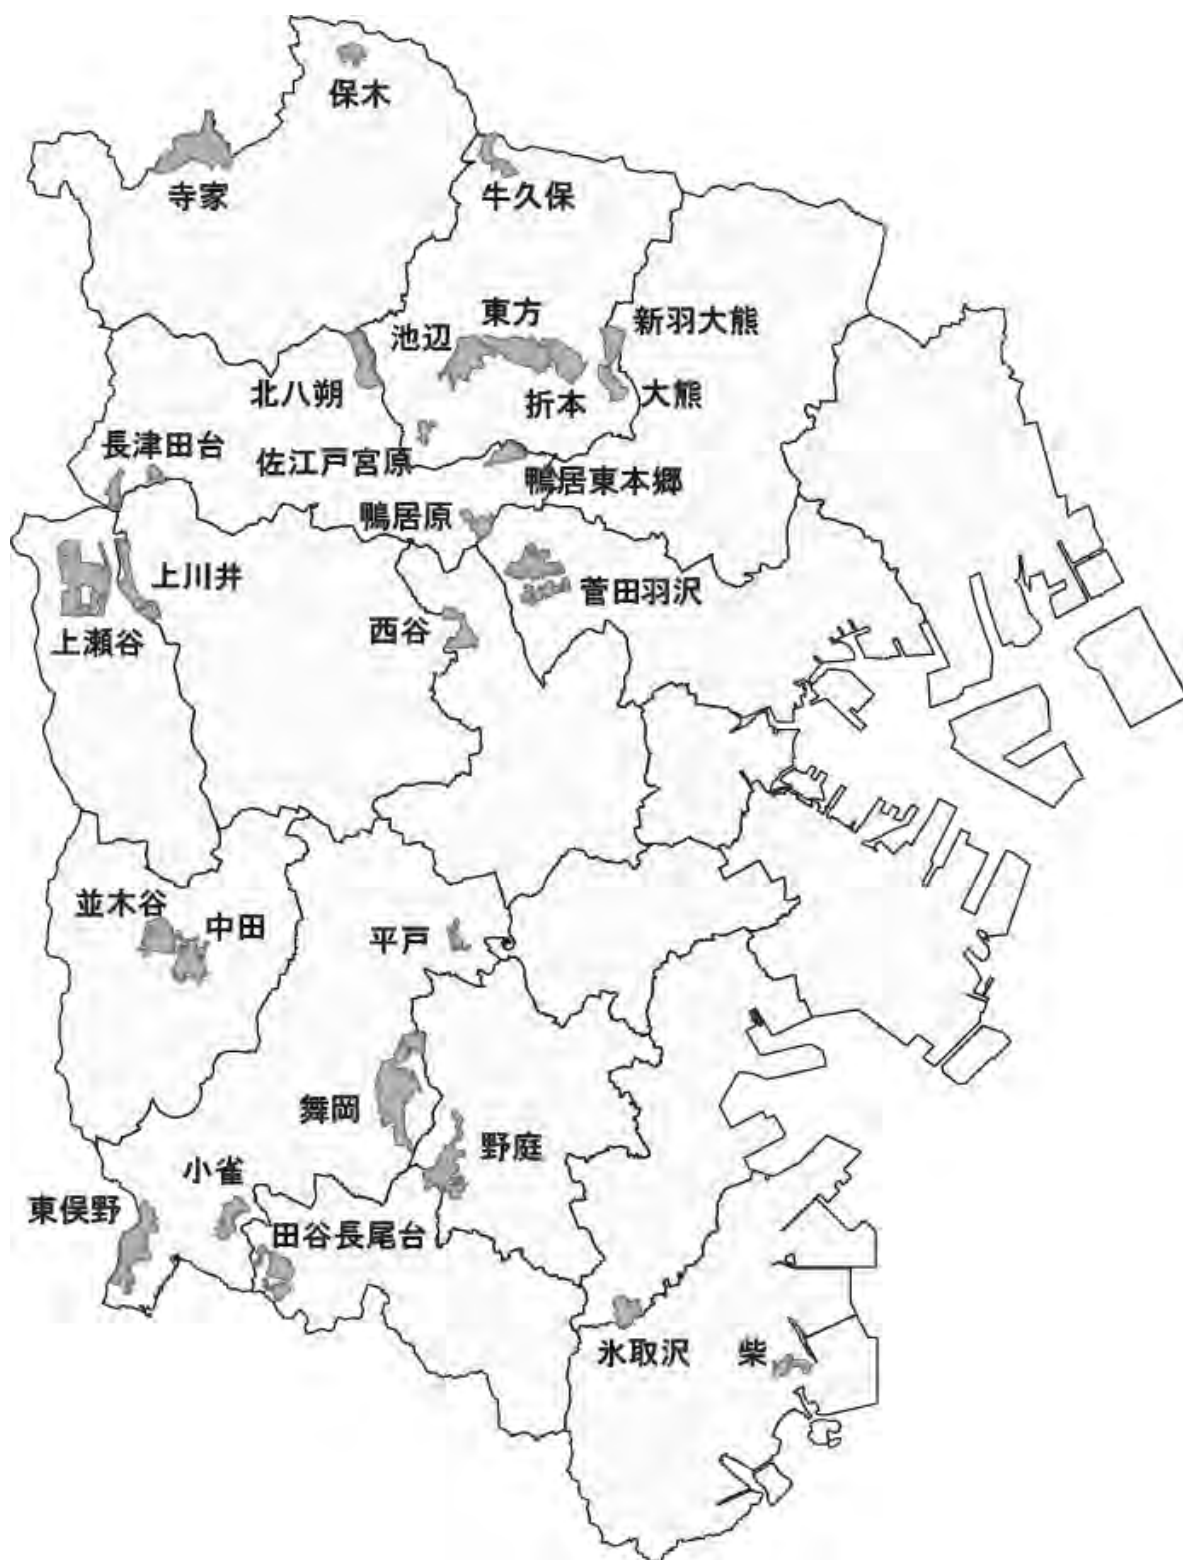 保木
寺家
牛久保
東方
新羽大熊
池辺
北八朔
折本
大熊
長津田台
佐江戸宮原
鴨居東本郷
鴨居原
上川井
菅田羽沢
西谷
上瀬谷
並木谷
中田
平戸
舞岡
野庭
小雀
東俣野
田谷長尾台
氷取沢
柴